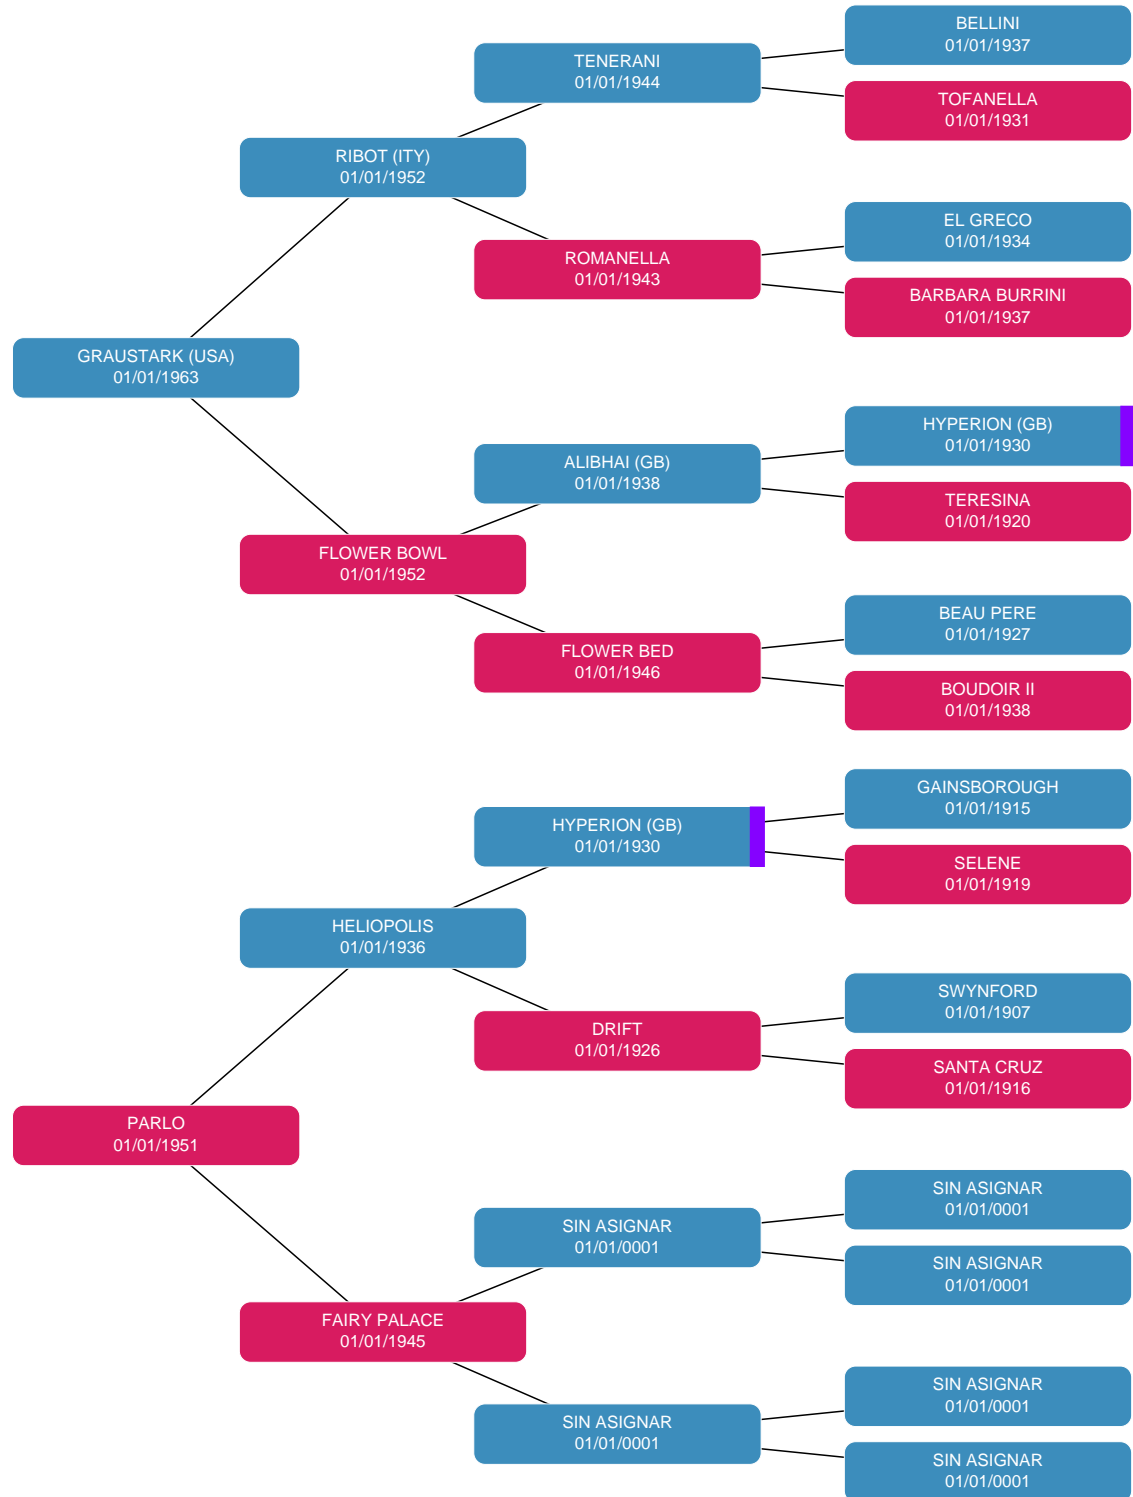 BELLINI
01/01/1937
TENERANI
01/01/1944
TOFANELLA
01/01/1931
RIBOT (ITY)
01/01/1952
EL GRECO
01/01/1934
ROMANELLA
01/01/1943
BARBARA BURRINI
01/01/1937
GRAUSTARK (USA)
01/01/1963
HYPERION (GB)
01/01/1930
ALIBHAI (GB)
01/01/1938
TERESINA
01/01/1920
FLOWER BOWL
01/01/1952
BEAU PERE
01/01/1927
FLOWER BED
01/01/1946
BOUDOIR II
01/01/1938
GAINSBOROUGH
01/01/1915
HYPERION (GB)
01/01/1930
SELENE
01/01/1919
HELIOPOLIS
01/01/1936
SWYNFORD
01/01/1907
DRIFT
01/01/1926
SANTA CRUZ
01/01/1916
PARLO
01/01/1951
SIN ASIGNAR
01/01/0001
SIN ASIGNAR
01/01/0001
SIN ASIGNAR
01/01/0001
FAIRY PALACE
01/01/1945
SIN ASIGNAR
01/01/0001
SIN ASIGNAR
01/01/0001
SIN ASIGNAR
01/01/0001